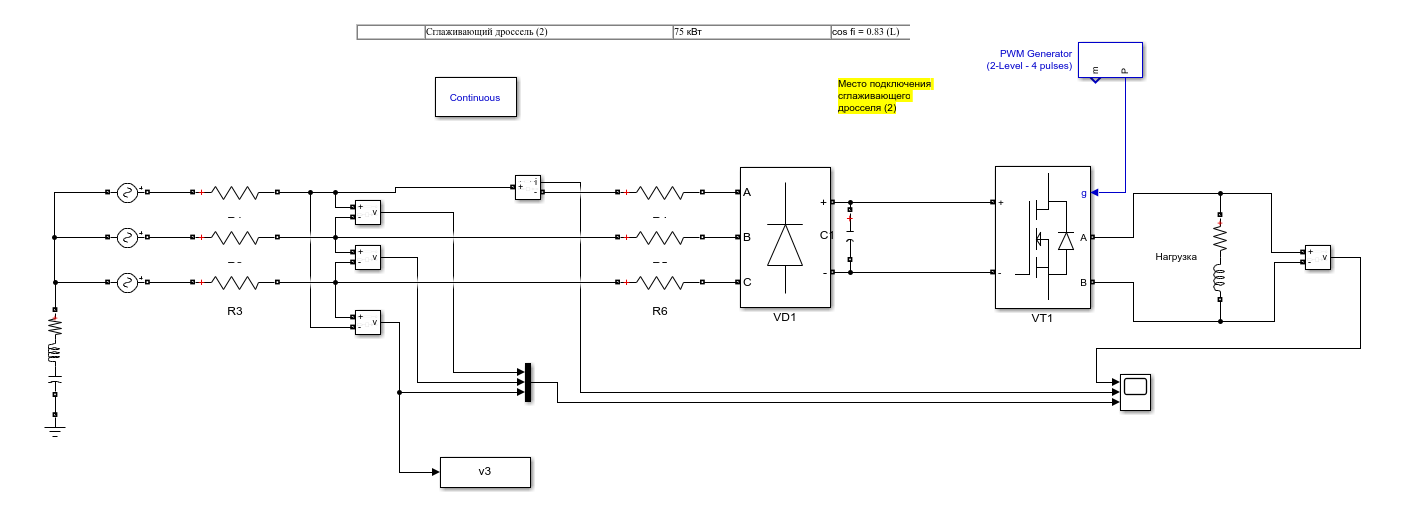 Сглаживающий дроссель (2) 75 кВт cos fi = 0.83 (L)
PWM Generator
(2-Level - 4 pulses)
m
P
Continuous
Место подключения
сглаживающего
дросселя (2)
+
-
i
A
B
C
+
-
C1
+
-
g
A
B
Нагрузка
+
-
v
+
-
v
+
-
v
+
-
v
R3
R6
VD1
VT1
v3